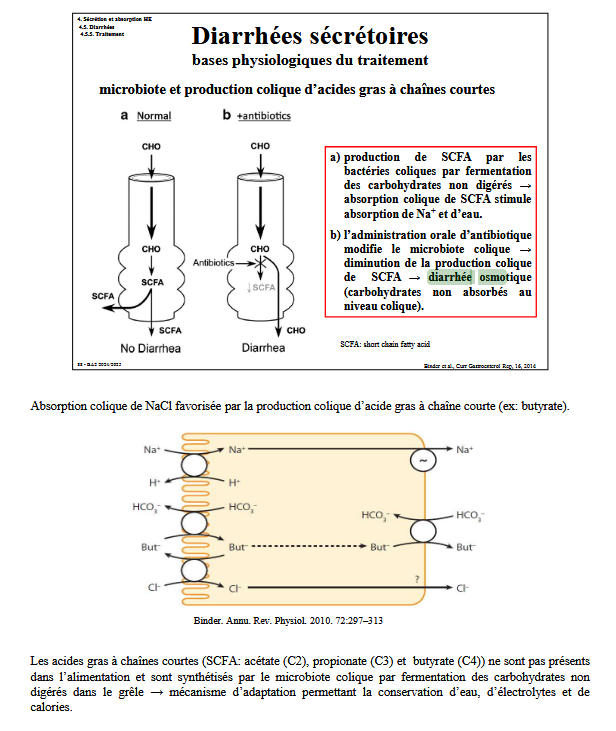 4. Sécrétion et absorption HE
4.5. Diarrhées
4.5.5. Traitement
Diarrhées sécrétoires
bases physiologiques du traitement
microbiote et production colique d'acides gras à chaînes courtes
a Normal
b +antibiotics
CHO
CHO
CHO
CHO
Antibiotics
SCFA
↓SCFA
SCFA
SCFA
CHO
No Diarrhea
Diarrhea
a) production de SCFA par les
bactéries coliques par fermentation
des carbohydrates non digérés →
absorption colique de SCFA stimule
absorption de Na⁺ et d'eau.
b) l'administration orale d'antibiotique
modifie le microbiote colique →
diminution de la production colique
de SCFA → diarrhée osmotique
(carbohydrates non absorbés au
niveau colique).
SCFA: short chain fatty acid
Binder et al., Curr Gastroenterol Rep, 16, 2014
Absorption colique de NaCl favorisée par la production colique d'acide gras à chaîne courte (ex: butyrate).
Na⁺ Na⁺ ~ Na⁺
H⁺ H⁺
HCO₃⁻ HCO₃⁻ HCO₃⁻ HCO₃⁻
But⁻ But⁻ But⁻ But⁻
Cl⁻ Cl⁻ ? Cl⁻
Binder. Annu. Rev. Physiol. 2010. 72:297–313
Les acides gras à chaînes courtes (SCFA: acétate (C2), propionate (C3) et butyrate (C4)) ne sont pas présents
dans l'alimentation et sont synthétisés par le microbiote colique par fermentation des carbohydrates non
digérés dans le grêle → mécanisme d'adaptation permettant la conservation d'eau, d'électrolytes et de
calories.